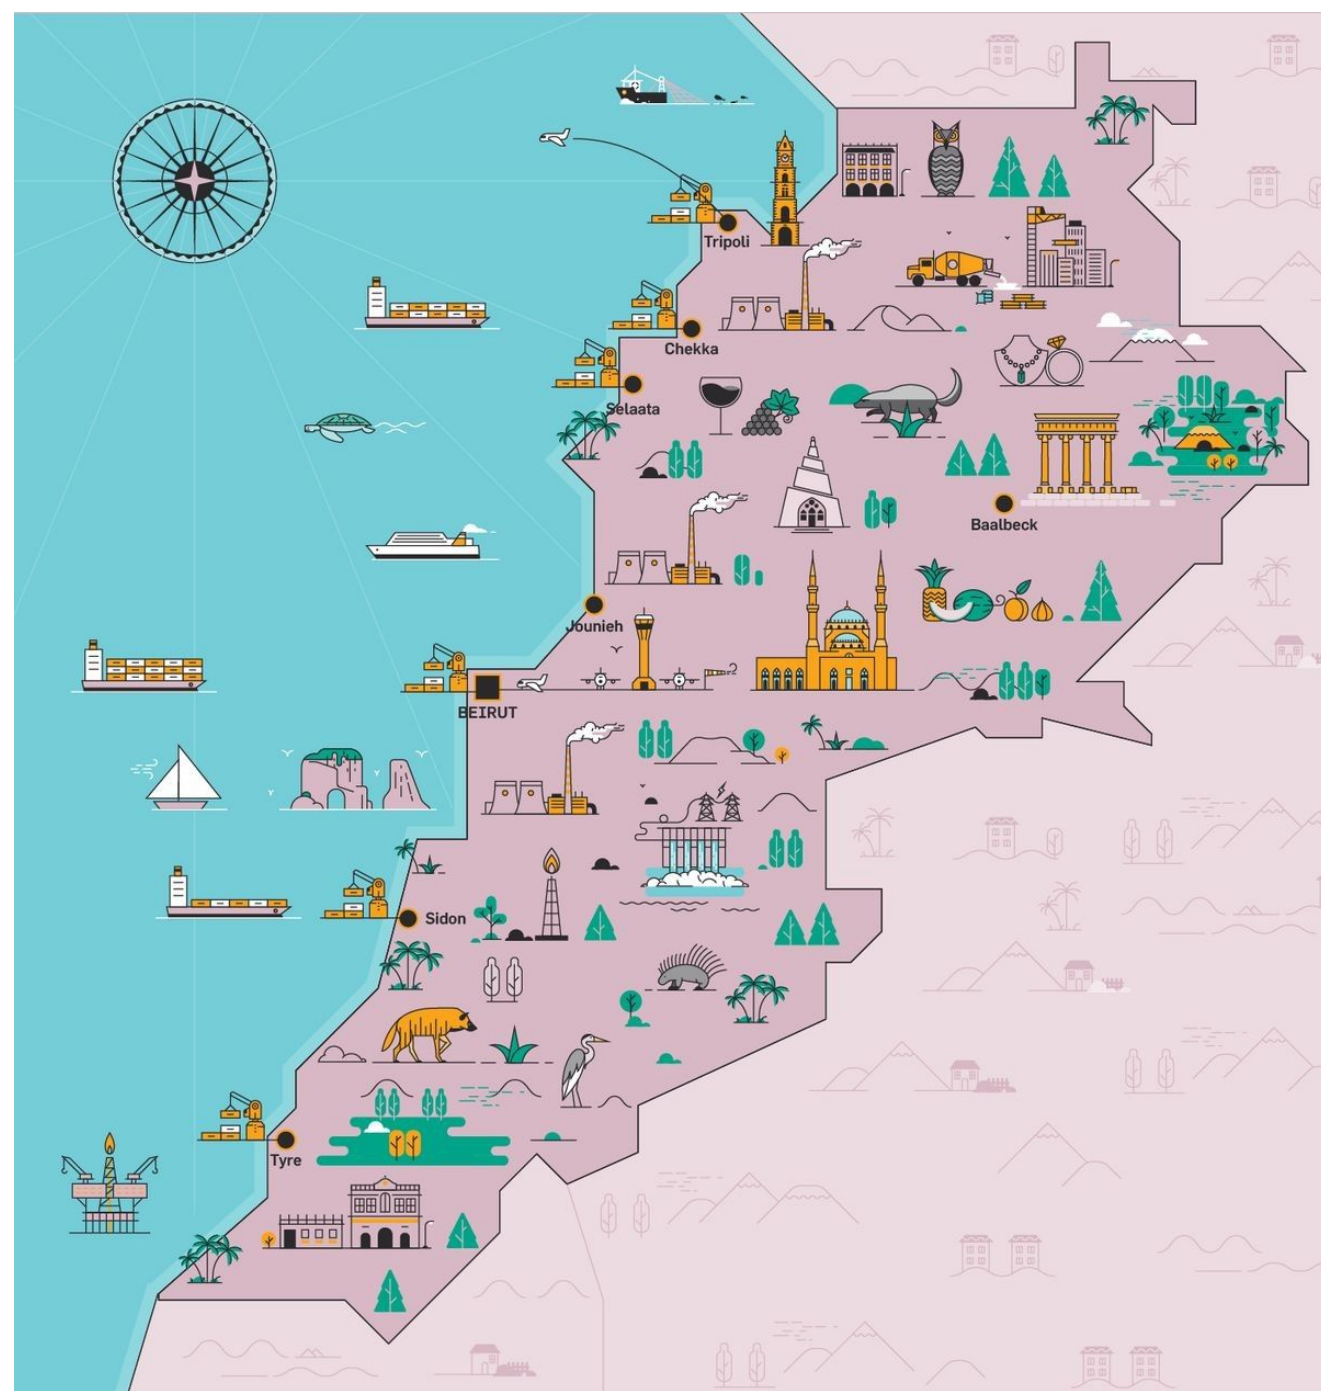 Tripoli
Chekka
Selaata
Baalbeck
Jounieh
BEIRUT
Sidon
Tyre